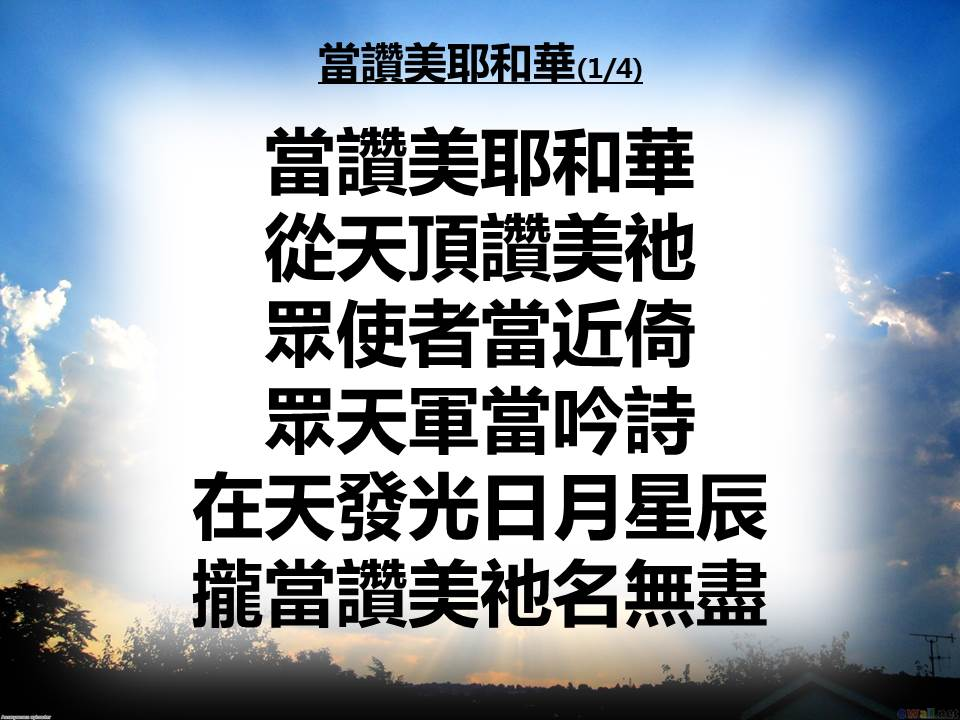 當讚美耶和華(1/4)
當讚美耶和華
從天頂讚美祂
眾使者當近倚
眾天軍當吟詩
在天發光日月星辰
攏當讚美祂名無盡